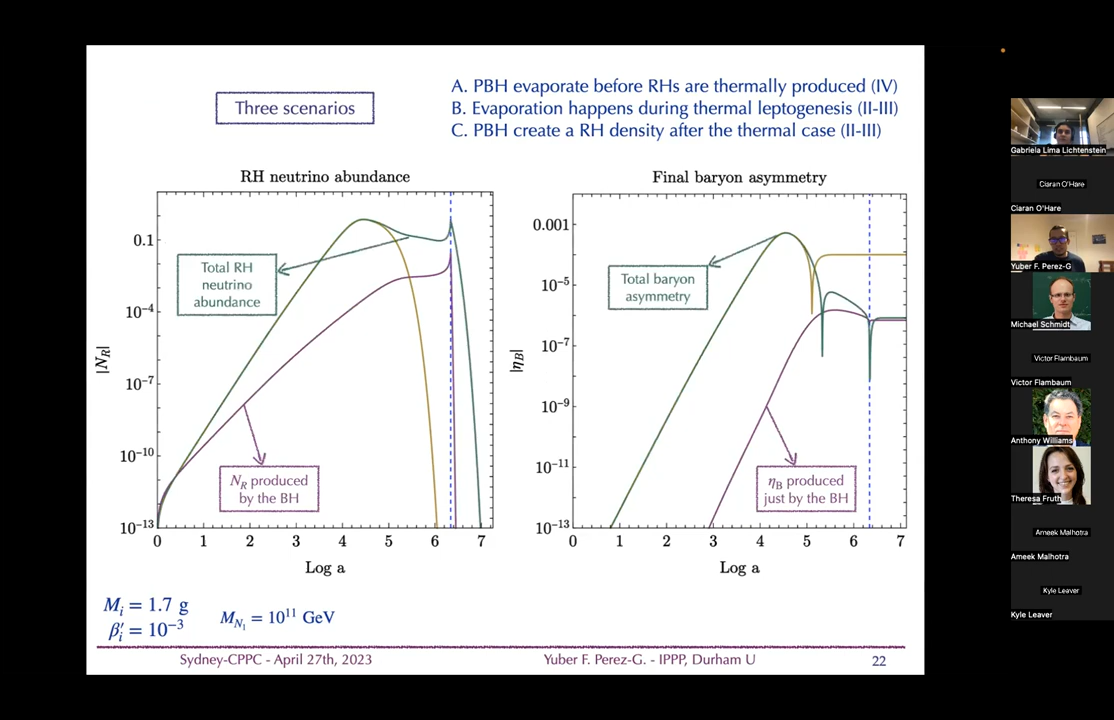 Three scenarios
A. PBH evaporate before RHs are thermally produced (IV)
B. Evaporation happens during thermal leptogenesis (II-III)
C. PBH create a RH density after the thermal case (II-III)
RH neutrino abundance
|N_R|
0.1
10^-4
10^-7
10^-10
10^-13
Total RH
neutrino
abundance
N_R produced
by the BH
0 1 2 3 4 5 6 7
Log a
Final baryon asymmetry
|η_B|
0.001
10^-5
10^-7
10^-9
10^-11
10^-13
Total baryon
asymmetry
η_B produced
just by the BH
0 1 2 3 4 5 6 7
Log a
M_i = 1.7 g
β'_i = 10^-3
M_N_1 = 10^11 GeV
Sydney-CPPC - April 27th, 2023
Yuber F. Perez-G. - IPPP, Durham U
22
Gabriela Lima Lichtenstein
Ciaran O'Hare
Ciaran O'Hare
Yuber F. Perez-G
Michael Schmidt
Victor Flambaum
Victor Flambaum
Anthony Williams
Theresa Fruth
Ameek Malhotra
Ameek Malhotra
Kyle Leaver
Kyle Leaver